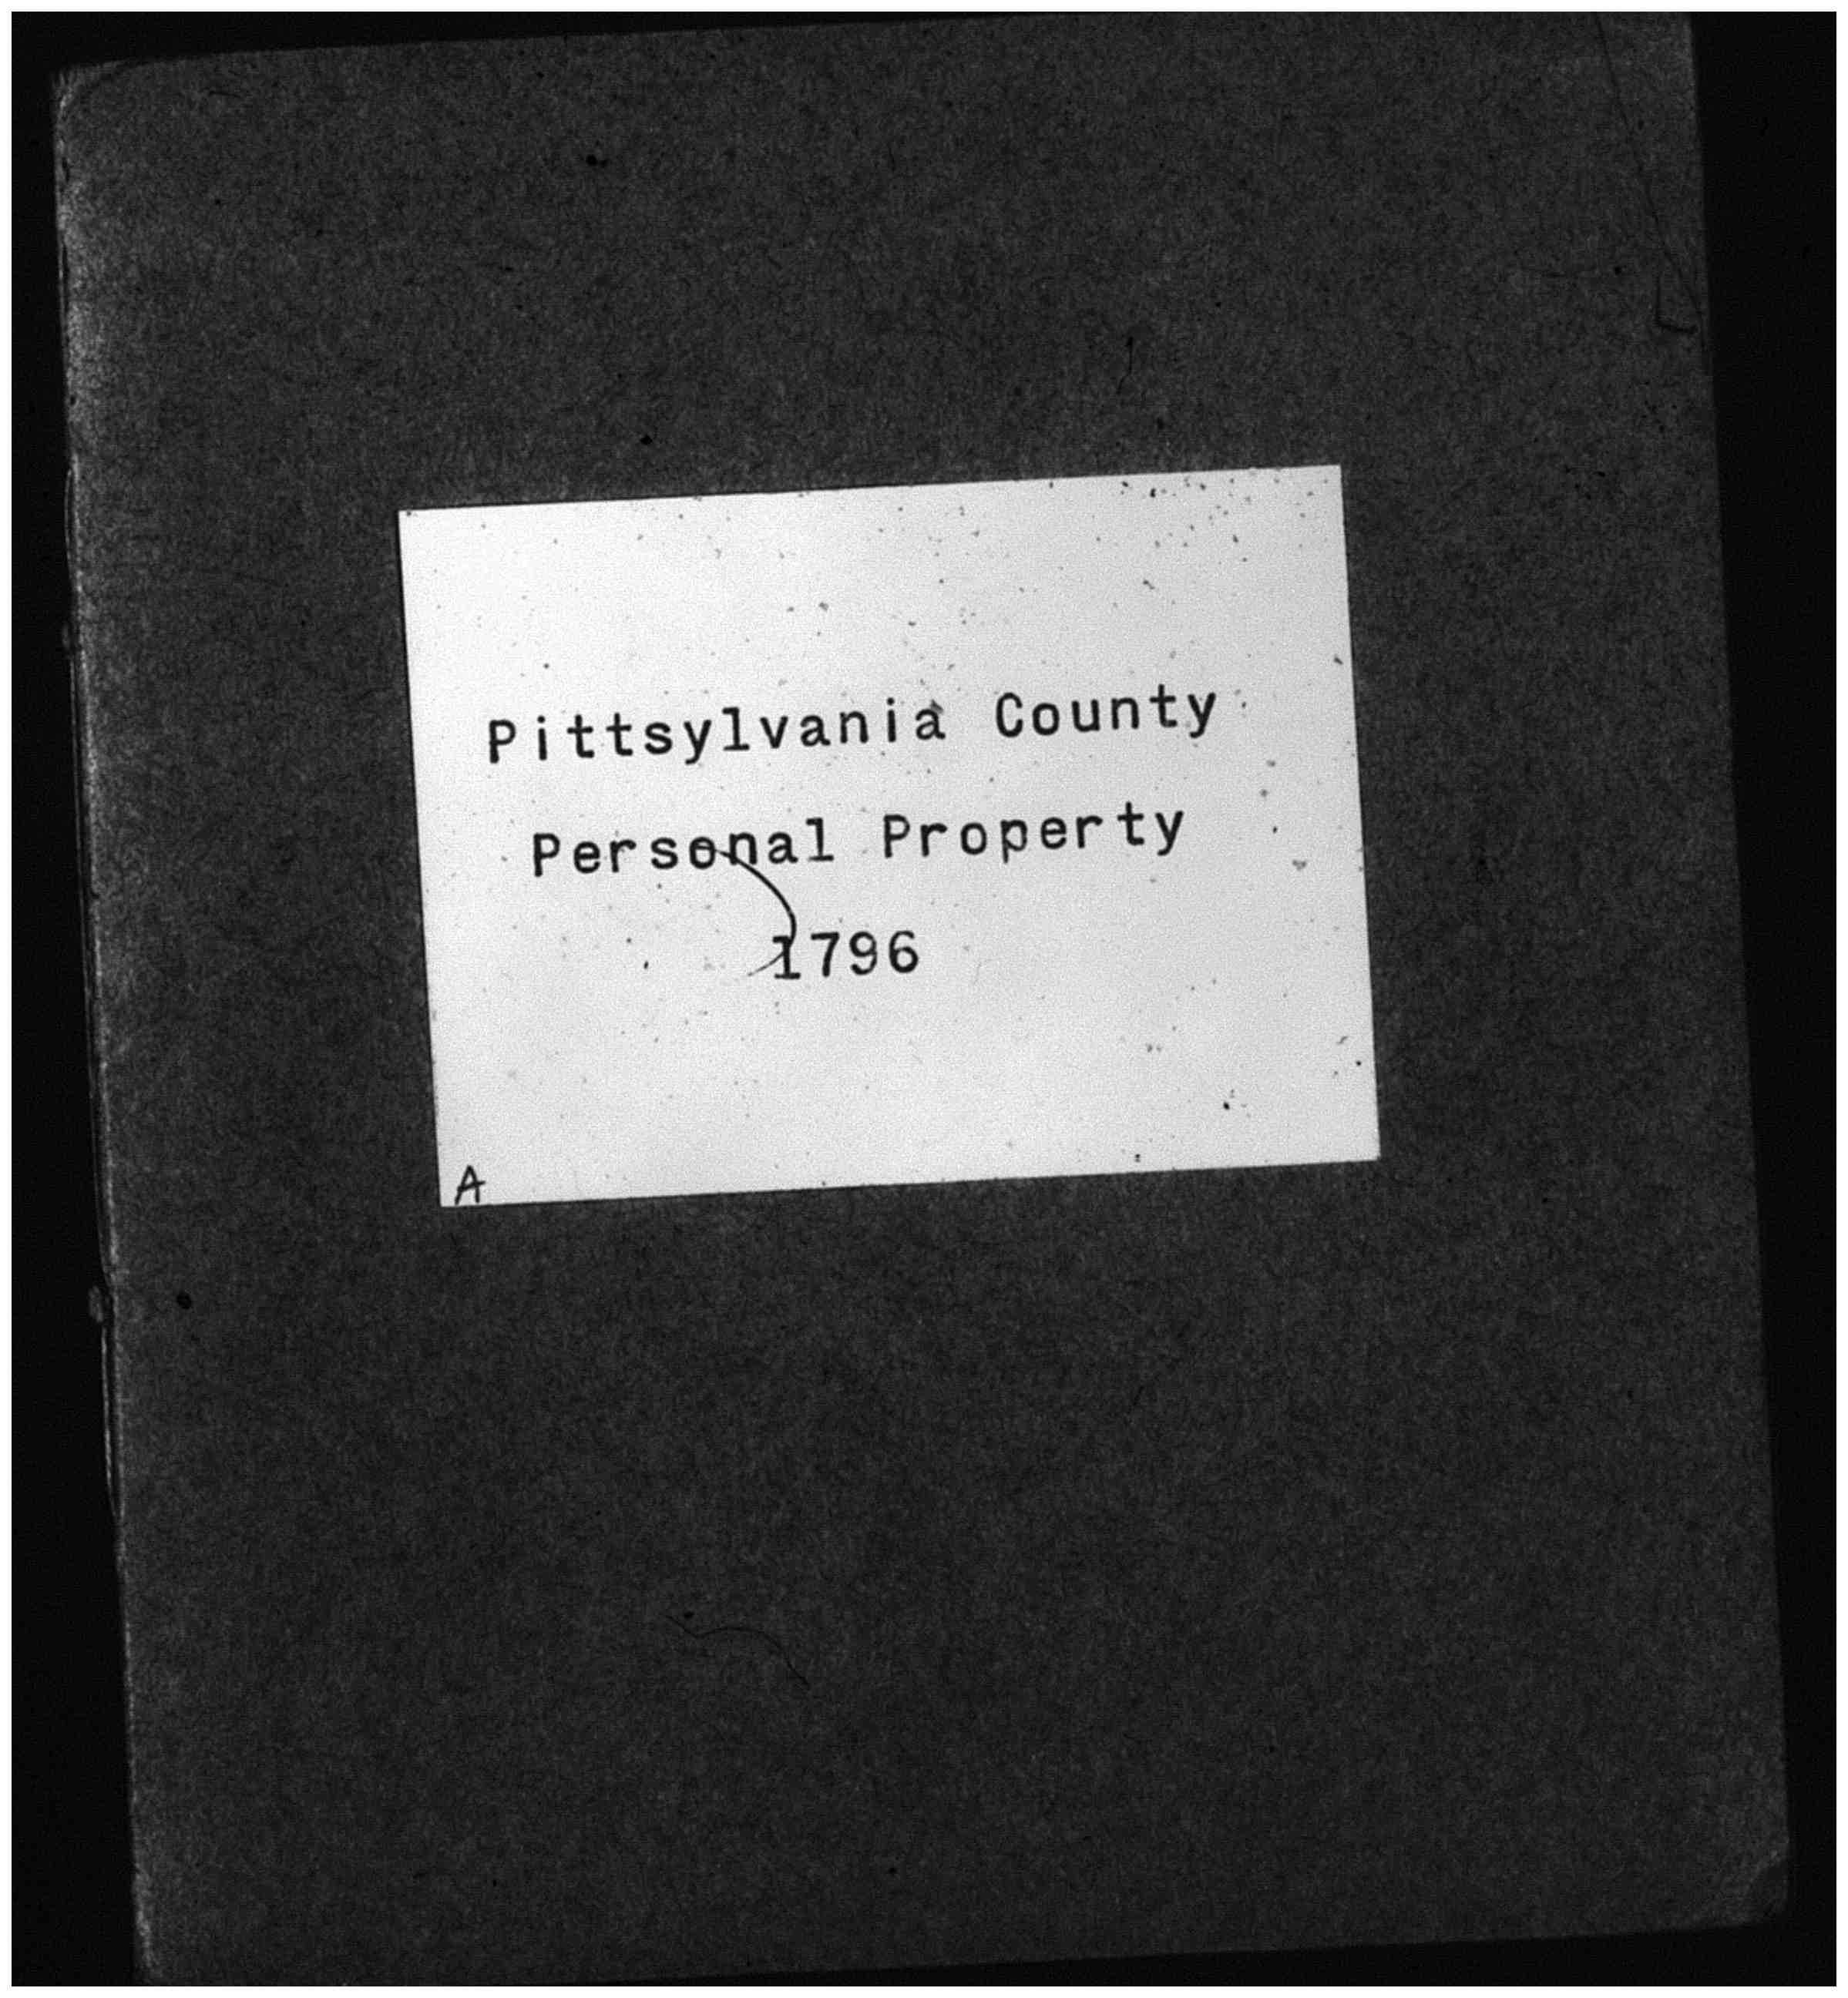 Pittsylvania County
Personal Property
1796
A